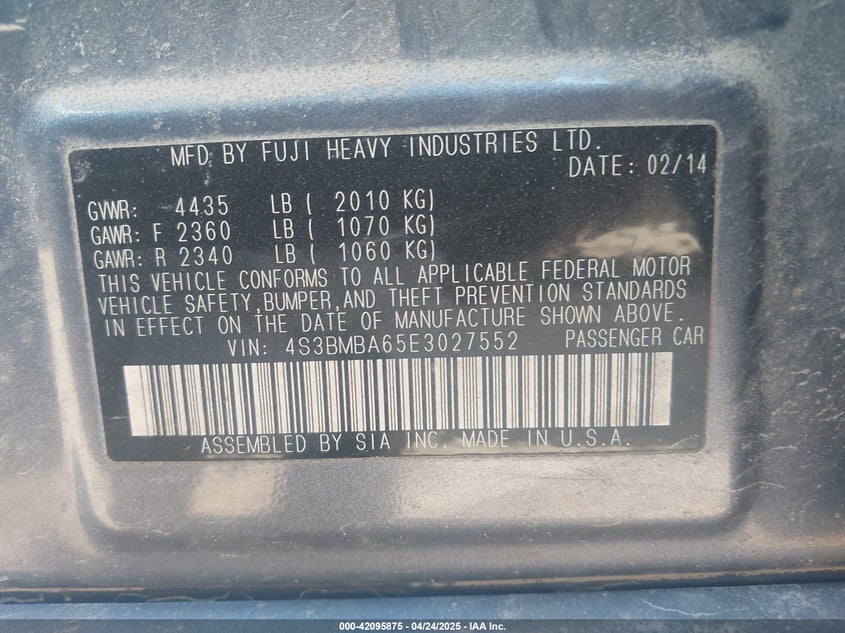 MFD. BY FUJI HEAVY INDUSTRIES LTD.
DATE: 02/14
GVWR: 4435 LB ( 2010 KG)
GAWR: F 2360 LB ( 1070 KG)
GAWR: R 2340 LB ( 1060 KG)
THIS VEHICLE CONFORMS TO ALL APPLICABLE FEDERAL MOTOR
VEHICLE SAFETY,BUMPER,AND THEFT PREVENTION STANDARDS
IN EFFECT ON THE DATE OF MANUFACTURE SHOWN ABOVE.
VIN: 4S3BMBA65E3027552 PASSENGER CAR
ASSEMBLED BY SIA INC. MADE IN U.S.A.
000-42095875 - 04/24/2025 - IAA Inc.